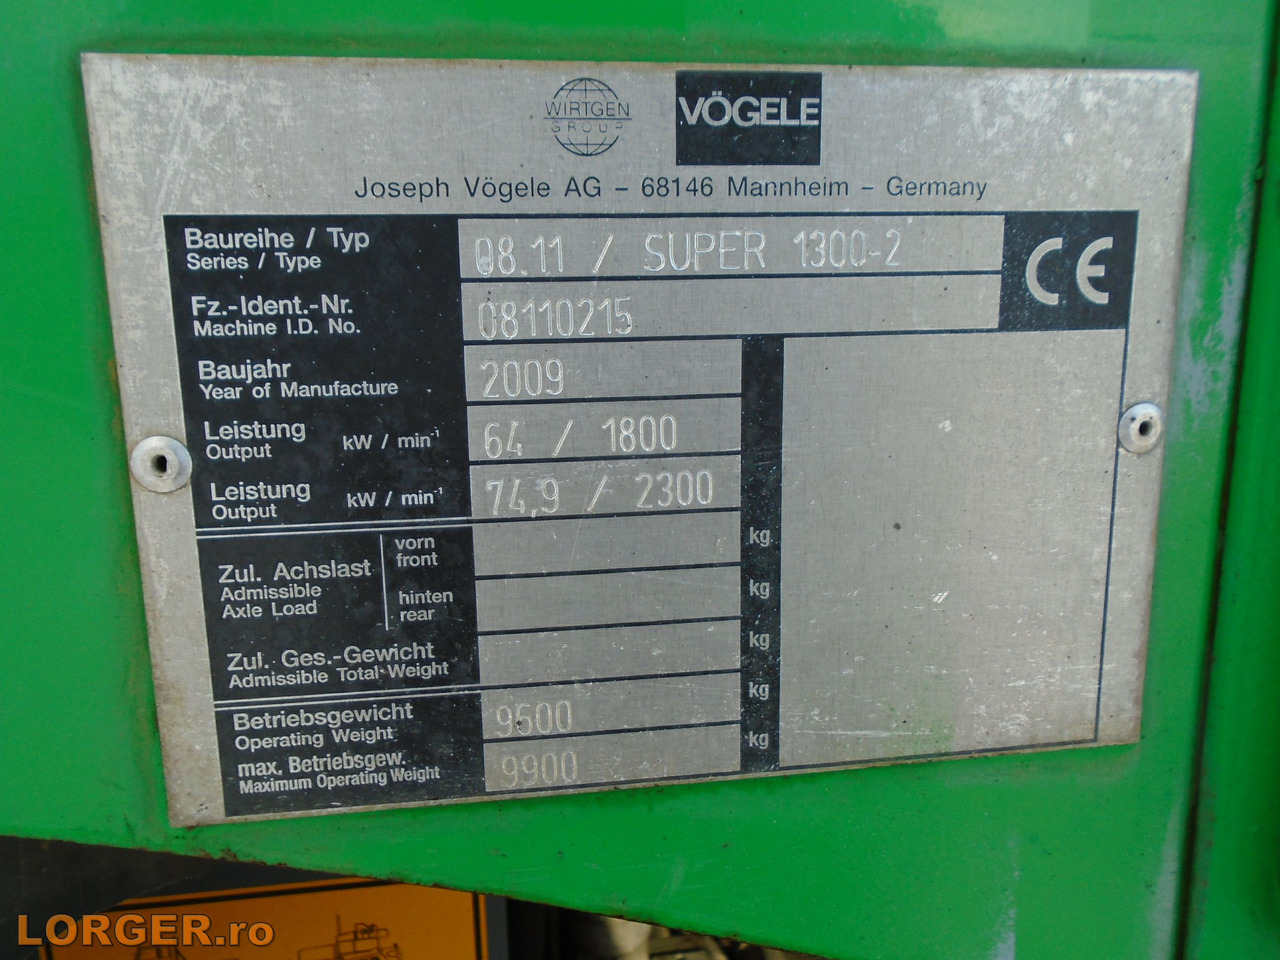 WIRTGEN
GROUP
VÖGELE
Joseph Vögele AG – 68146 Mannheim – Germany
Baureihe / Typ
Series / Type
08.11 / SUPER 1300-2
CE
Fz.-Ident.-Nr.
Machine I.D. No.
08110215
Baujahr
Year of Manufacture
2009
Leistung
Output
kW / min⁻¹
64 / 1800
Leistung
Output
kW / min⁻¹
74,9 / 2300
Zul. Achslast
Admissible
Axle Load
vorn
front
kg
hinten
rear
kg
Zul. Ges.-Gewicht
Admissible Total Weight
kg
Betriebsgewicht
Operating Weight
9500
kg
max. Betriebsgew.
Maximum Operating Weight
9900
kg
LORGER.ro